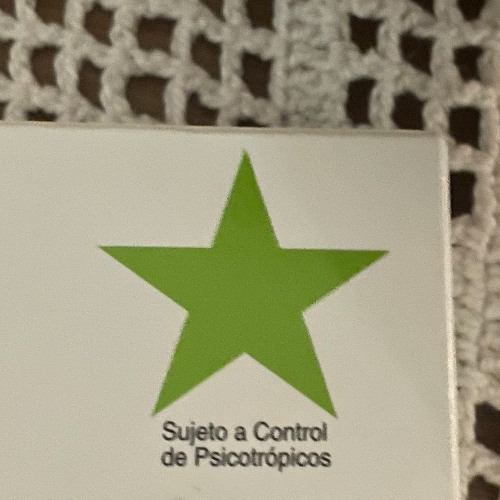 Sujeto a Control
de Psicotrópicos